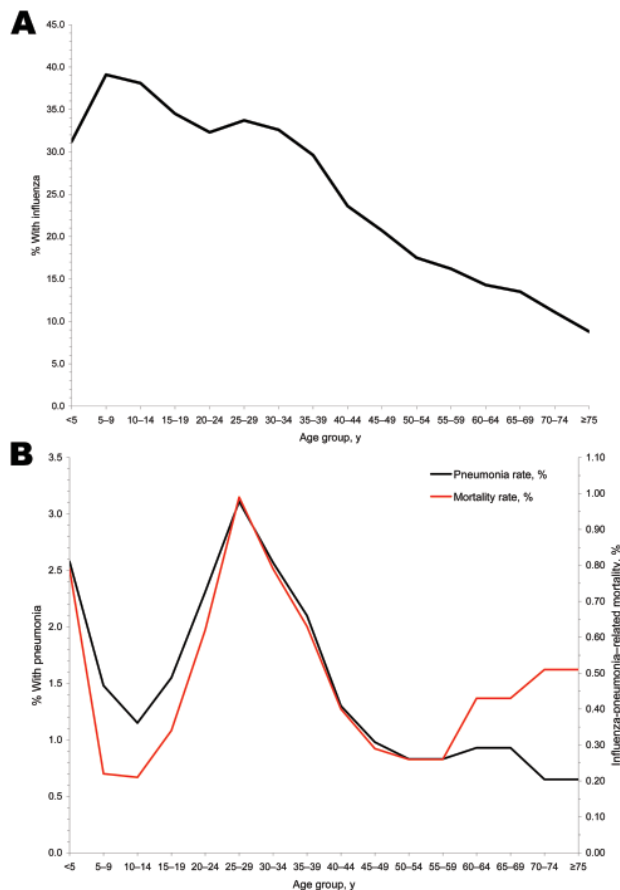 A
45.0
40.0
35.0
30.0
25.0
20.0
15.0
10.0
5.0
0.0
% With influenza
<5 5–9 10–14 15–19 20–24 25–29 30–34 35–39 40–44 45–49 50–54 55–59 60–64 65–69 70–74 ≥75
Age group, y
B
3.5
3.0
2.5
2.0
1.5
1.0
0.5
0.0
% With pneumonia
Pneumonia rate, %
Mortality rate, %
1.10
1.00
0.90
0.80
0.70
0.60
0.50
0.40
0.30
0.20
0.10
0.00
Influenza-pneumonia–related mortality, %
<5 5–9 10–14 15–19 20–24 25–29 30–34 35–39 40–44 45–49 50–54 55–59 60–64 65–69 70–74 ≥75
Age group, y